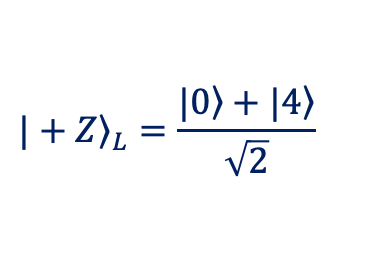 |+Z⟩_L = (|0⟩ + |4⟩)/√2